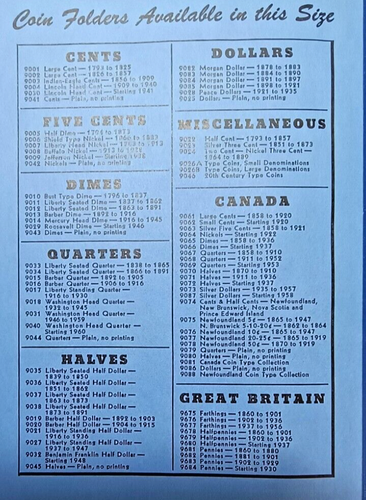 Coin Folders Available in this Size
CENTS
9001 Large Cent — 1793 to 1825
9002 Large Cent — 1826 to 1857
9003 Indian-Eagle Cents — 1856 to 1909
9004 Lincoln Head Cent — 1909 to 1940
9030 Lincoln Head Cent — Starting 1941
9041 Cents — Plain, no printing
FIVE CENTS
9005 Half Dime — 1794 to 1873
9006 Shield Type Nickel — 1866 to 1883
9007 Liberty Head Nickel — 1883 to 1913
9008 Buffalo Nickel — 1913 to 1938
9009 Jefferson Nickel — Starting 1938
9042 Nickels — Plain, no printing
DIMES
9010 Bust Type Dime — 1796 to 1837
9011 Liberty Seated Dime — 1837 to 1862
9012 Liberty Seated Dime — 1863 to 1891
9013 Barber Dime — 1892 to 1916
9014 Mercury Head Dime — 1916 to 1945
9029 Roosevelt Dime — Starting 1946
9043 Dimes — Plain, no printing
QUARTERS
9033 Liberty Seated Quarter — 1838 to 1865
9034 Liberty Seated Quarter — 1866 to 1891
9015 Barber Quarter — 1892 to 1905
9016 Barber Quarter — 1906 to 1916
9017 Liberty Standing Quarter —
1916 to 1930
9018 Washington Head Quarter —
1932 to 1945
9031 Washington Head Quarter —
1946 to 1959
9040 Washington Head Quarter —
Starting 1960
9044 Quarters — Plain, no printing
HALVES
9035 Liberty Seated Half Dollar —
1839 to 1850
9036 Liberty Seated Half Dollar —
1851 to 1862
9037 Liberty Seated Half Dollar —
1863 to 1873
9038 Liberty Seated Half Dollar —
1873 to 1891
9019 Barber Half Dollar — 1892 to 1903
9020 Barber Half Dollar — 1904 to 1915
9021 Liberty Standing Half Dollar —
1916 to 1936
9027 Liberty Standing Half Dollar —
1937 to 1947
9032 Benjamin Franklin Half Dollar —
Starting 1948
9045 Halves — Plain, no printing
DOLLARS
Morgan Dollar — 1878 to 1883
Morgan Dollar — 1884 to 1890
Morgan Dollar — 1891 to 1897
Morgan Dollar — 1898 to 1921
Peace Dollar — 1921 to 1935
Dollar — Plain, no printing
MISCELLANEOUS
Half Cent — 1793 to 1857
Silver Three Cent — 1851 to 1873
Two Cent — Nickel Three Cent —
1864 to 1889
9026A Type Coins, Small Denominations
9026B Type Coins, Large Denominations
9046 20th Century Type Coins
CANADA
9061 Large Cents — 1858 to 1920
9062 Small Cents — Starting 1920
9063 Silver Five Cents — 1858 to 1921
9064 Nickels — Starting 1922
9065 Dimes — 1858 to 1936
9066 Dimes — Starting 1937
9067 Quarters — 1858 to 1910
9068 Quarters — 1911 to 1952
9069 Quarters — Starting 1953
9070 Halves — 1870 to 1910
9071 Halves — 1911 to 1936
9072 Halves — Starting 1937
9073 Silver Dollars — 1935 to 1957
9087 Silver Dollars — Starting 1958
9074 Cents & Half Cents — Newfoundland,
New Brunswick, Nova Scotia and
Prince Edward Island
9075 Newfoundland 5¢ — 1865 to 1947
N. Brunswick 5-10-20¢ — 1862 to 1864
9076 Newfoundland 10¢ — 1865 to 1947
9077 Newfoundland 20-25¢ — 1865 to 1919
9078 Newfoundland 50¢ — 1870 to 1919
9079 Quarters — Plain, no printing
9080 Halves — Plain, no printing
9081 Canada Coin Type Collection
9086 Dollars — Plain, no printing
9088 Newfoundland Coin Type Collection
GREAT BRITAIN
9675 Farthings — 1860 to 1901
9676 Farthings — 1902 to 1936
9677 Farthings — Starting 1937
9678 Halfpennies — 1860 to 1901
9679 Halfpennies — 1902 to 1936
9680 Halfpennies — Starting 1937
9681 Pennies — 1860 to 1880
9682 Pennies — 1881 to 1901
9683 Pennies — 1902 to 1929
9684 Pennies — Starting 1930